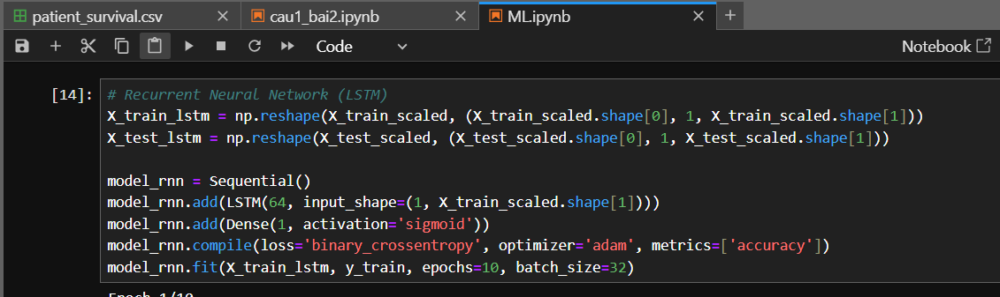 patient_survival.csv
cau1_bai2.ipynb
ML.ipynb
Code
Notebook
[14]:
# Recurrent Neural Network (LSTM)
X_train_lstm = np.reshape(X_train_scaled, (X_train_scaled.shape[0], 1, X_train_scaled.shape[1]))
X_test_lstm = np.reshape(X_test_scaled, (X_test_scaled.shape[0], 1, X_test_scaled.shape[1]))
model_rnn = Sequential()
model_rnn.add(LSTM(64, input_shape=(1, X_train_scaled.shape[1])))
model_rnn.add(Dense(1, activation='sigmoid'))
model_rnn.compile(loss='binary_crossentropy', optimizer='adam', metrics=['accuracy'])
model_rnn.fit(X_train_lstm, y_train, epochs=10, batch_size=32)
Epoch 1/10